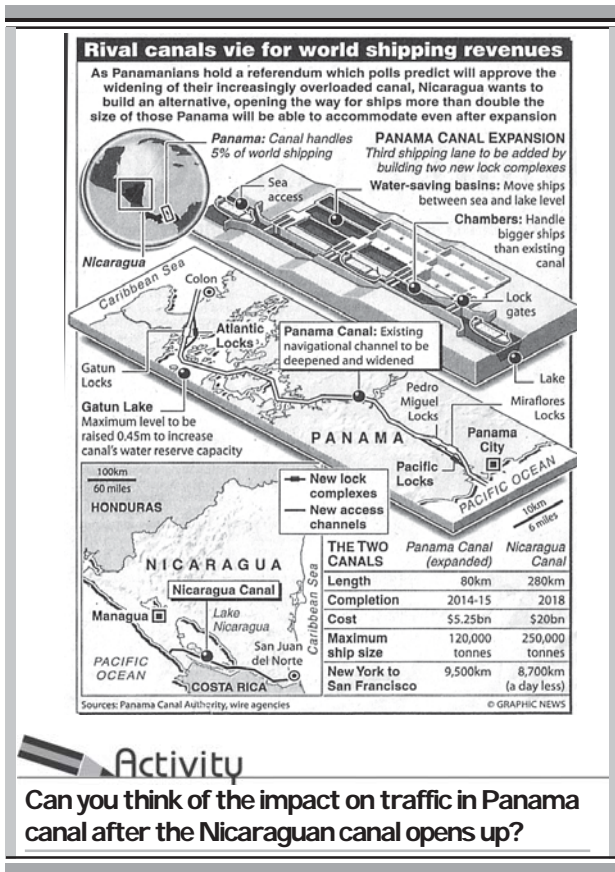 Rival canals vie for world shipping revenues
As Panamanians hold a referendum which polls predict will approve the
widening of their increasingly overloaded canal, Nicaragua wants to
build an alternative, opening the way for ships more than double the
size of those Panama will be able to accommodate even after expansion
Panama: Canal handles
5% of world shipping
PANAMA CANAL EXPANSION
Third shipping lane to be added by
building two new lock complexes
Sea
access
Water-saving basins: Move ships
between sea and lake level
Chambers: Handle
bigger ships
than existing
canal
Nicaragua
Lock
gates
Lake
Caribbean Sea
Colon
Atlantic
Locks
Panama Canal: Existing
navigational channel to be
deepened and widened
Gatun
Locks
Gatun Lake
Maximum level to be
raised 0.45m to increase
canal's water reserve capacity
Pedro
Miguel
Locks
Miraflores
Locks
PANAMA
Panama
City
Pacific
Locks
PACIFIC OCEAN
10km
6 miles
100km
60 miles
New lock
complexes
New access
channels
HONDURAS
NICARAGUA
Nicaragua Canal
Managua
Lake
Nicaragua
Caribbean Sea
San Juan
del Norte
PACIFIC
OCEAN
COSTA RICA
THE TWO CANALS Panama Canal (expanded) Nicaragua Canal
Length 80km 280km
Completion 2014-15 2018
Cost $5.25bn $20bn
Maximum ship size 120,000 tonnes 250,000 tonnes
New York to San Francisco 9,500km 8,700km (a day less)
Sources: Panama Canal Authority, wire agencies
© GRAPHIC NEWS
Activity
Can you think of the impact on traffic in Panama
canal after the Nicaraguan canal opens up?